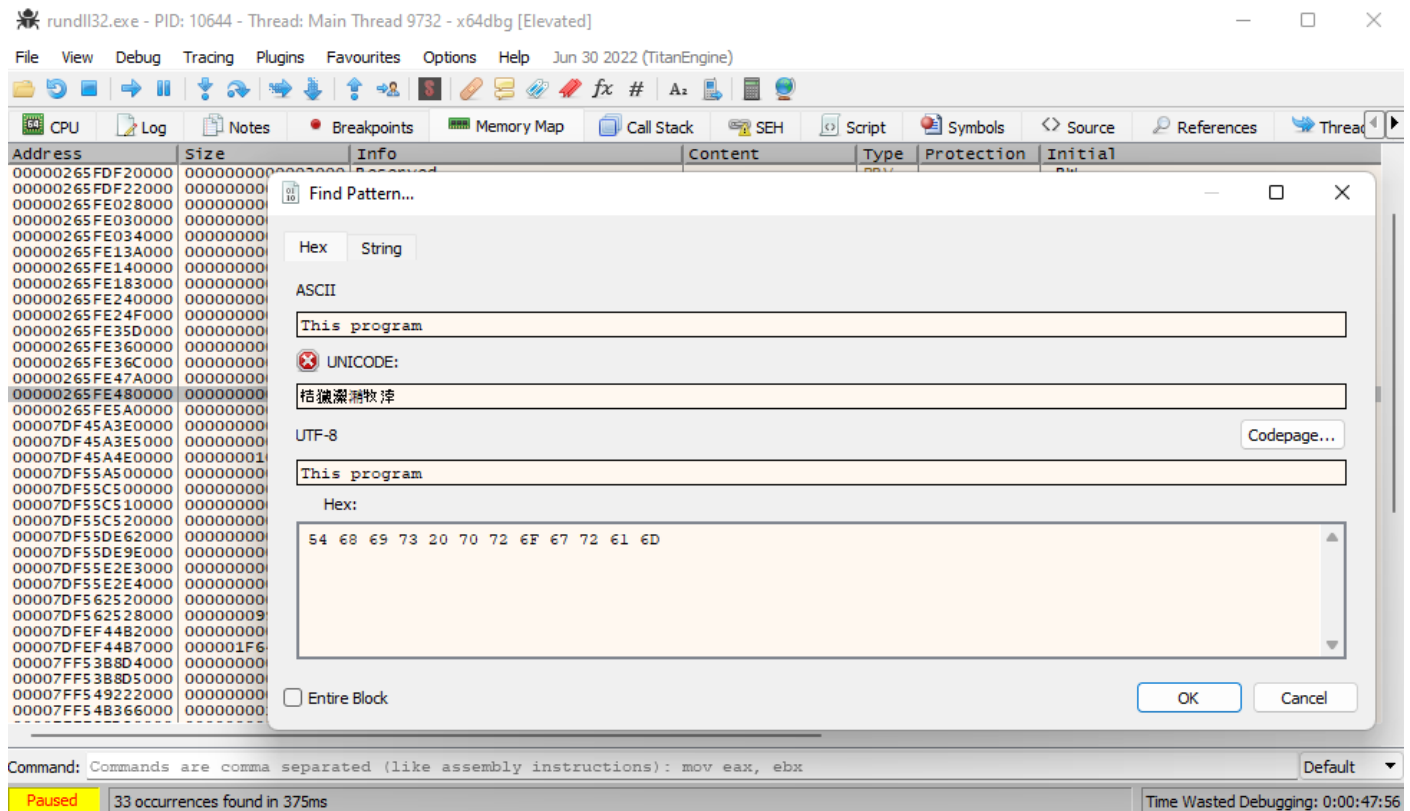 rundll32.exe - PID: 10644 - Thread: Main Thread 9732 - x64dbg [Elevated]
File View Debug Tracing Plugins Favourites Options Help Jun 30 2022 (TitanEngine)
CPU Log Notes Breakpoints Memory Map Call Stack SEH Script Symbols Source References
Address Size Info Content Type Protection Initial
00000265FDF20000
00000265FDF22000
00000265FE028000
00000265FE030000
00000265FE034000
00000265FE13A000
00000265FE140000
00000265FE183000
00000265FE240000
00000265FE24F000
00000265FE35D000
00000265FE360000
00000265FE36C000
00000265FE47A000
00000265FE480000
00000265FE5A0000
00007DF45A3E0000
00007DF45A3E5000
00007DF45A4E0000
00007DF55A500000
00007DF55C500000
00007DF55C510000
00007DF55C520000
00007DF55DE62000
00007DF55DE9E000
00007DF55E2E3000
00007DF55E2E4000
00007DF562520000
00007DF562528000
00007DFEF44B2000
00007DFEF44B7000
00007FF53B8D4000
00007FF53B8D5000
00007FF549222000
00007FF54B366000
Find Pattern...
Hex String
ASCII
This program
UNICODE:
UTF-8
Codepage...
This program
Hex:
54 68 69 73 20 70 72 6F 67 72 61 6D
Entire Block
OK Cancel
Command: Commands are comma separated (like assembly instructions): mov eax, ebx Default
Paused 33 occurrences found in 375ms Time Wasted Debugging: 0:00:47:56